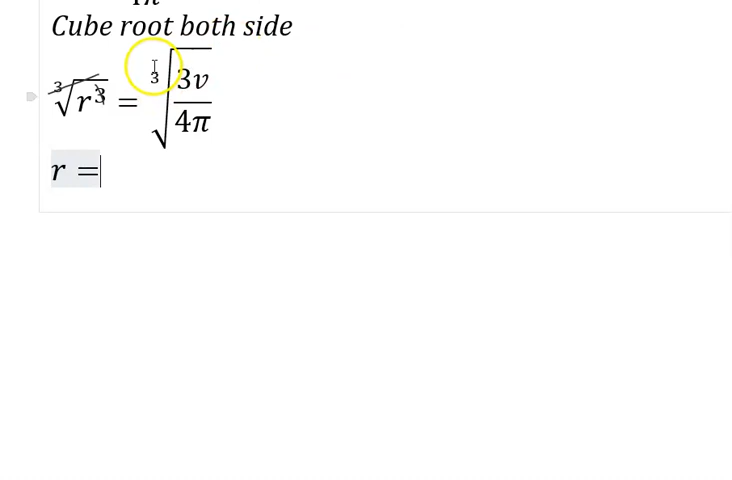 Cube root both side
∛r³ = ∛(3v/4π)
r =